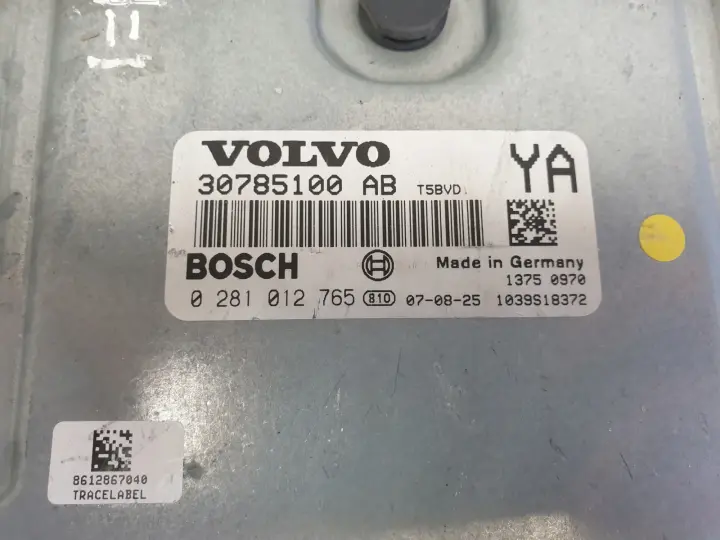 VOLVO
YA
30785100 AB T5BVD
BOSCH
Made in Germany
1375 0970
0 281 012 765 810 07-08-25 1039S18372
8612867040
TRACELABEL